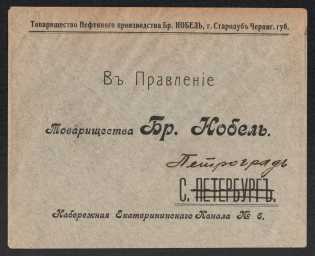 Товарищество Нефтяного производства Бр. НОБЕЛЬ, г. Стародубъ Черниг. губ.
Въ Правленіе
Товарищества Бр. Нобель.
Петроградъ
С. ПЕТЕРБУРГЪ.
Набережная Екатерининскаго Канала № 6.